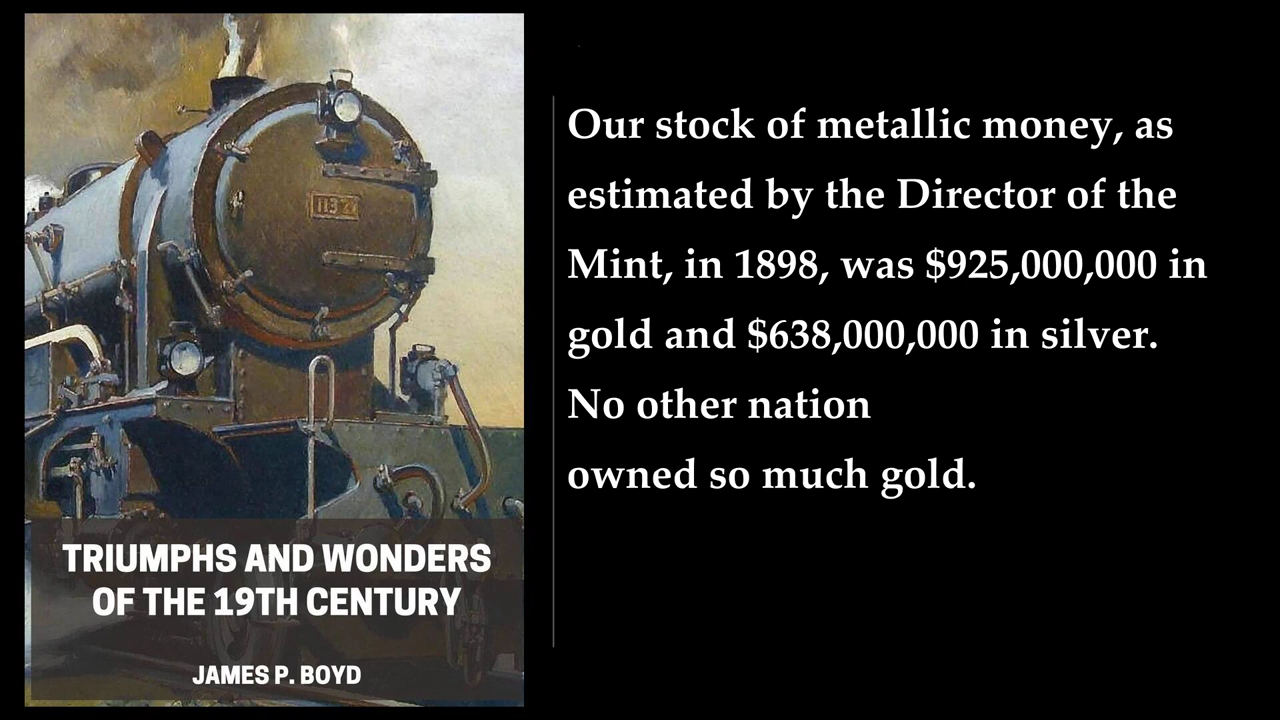 TRIUMPHS AND WONDERS
OF THE 19TH CENTURY
JAMES P. BOYD
Our stock of metallic money, as
estimated by the Director of the
Mint, in 1898, was $925,000,000 in
gold and $638,000,000 in silver.
No other nation
owned so much gold.